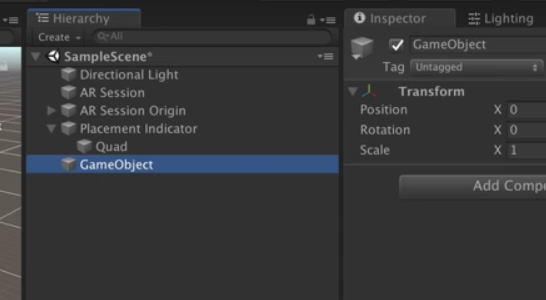 Hierarchy
Create
All
SampleScene*
Directional Light
AR Session
AR Session Origin
Placement Indicator
Quad
GameObject
Inspector
Lighting
GameObject
Tag Untagged
Transform
Position X 0
Rotation X 0
Scale X 1
Add Compo